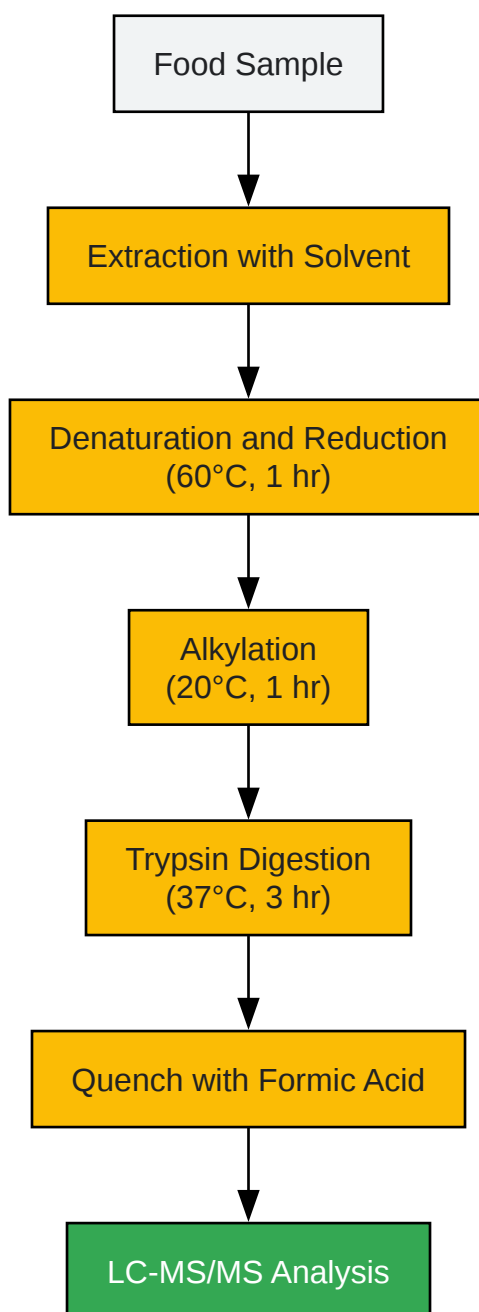 Food Sample
Extraction with Solvent
Denaturation and Reduction
(60°C, 1 hr)
Alkylation
(20°C, 1 hr)
Trypsin Digestion
(37°C, 3 hr)
Quench with Formic Acid
LC-MS/MS Analysis